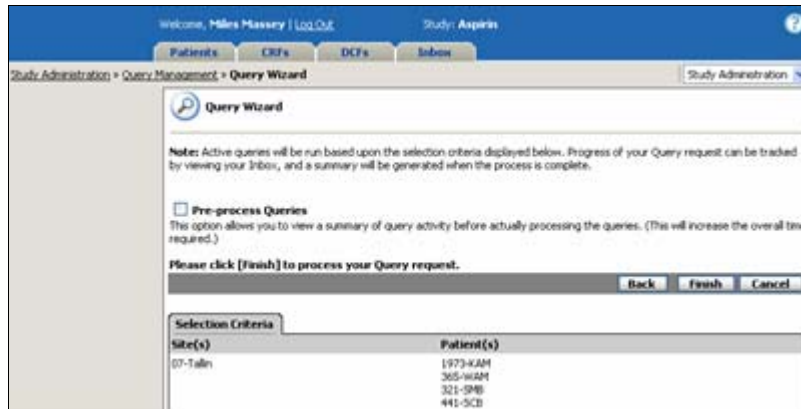 Welcome, Miles Massey | Log Out
Study: Aspirin
?
Patients
CRFs
DCFs
Inbox
Study Administration » Query Management » Query Wizard
Study Administration
Query Wizard
Note: Active queries will be run based upon the selection criteria displayed below. Progress of your Query request can be tracked
by viewing your Inbox, and a summary will be generated when the process is complete.
Pre-process Queries
This option allows you to view a summary of query activity before actually processing the queries. (This will increase the overall time
required.)
Please click [Finish] to process your Query request.
Back
Finish
Cancel
Selection Criteria
Site(s)
Patient(s)
07-Tallin
1973-KAM
365-WAM
321-SMB
441-SCB